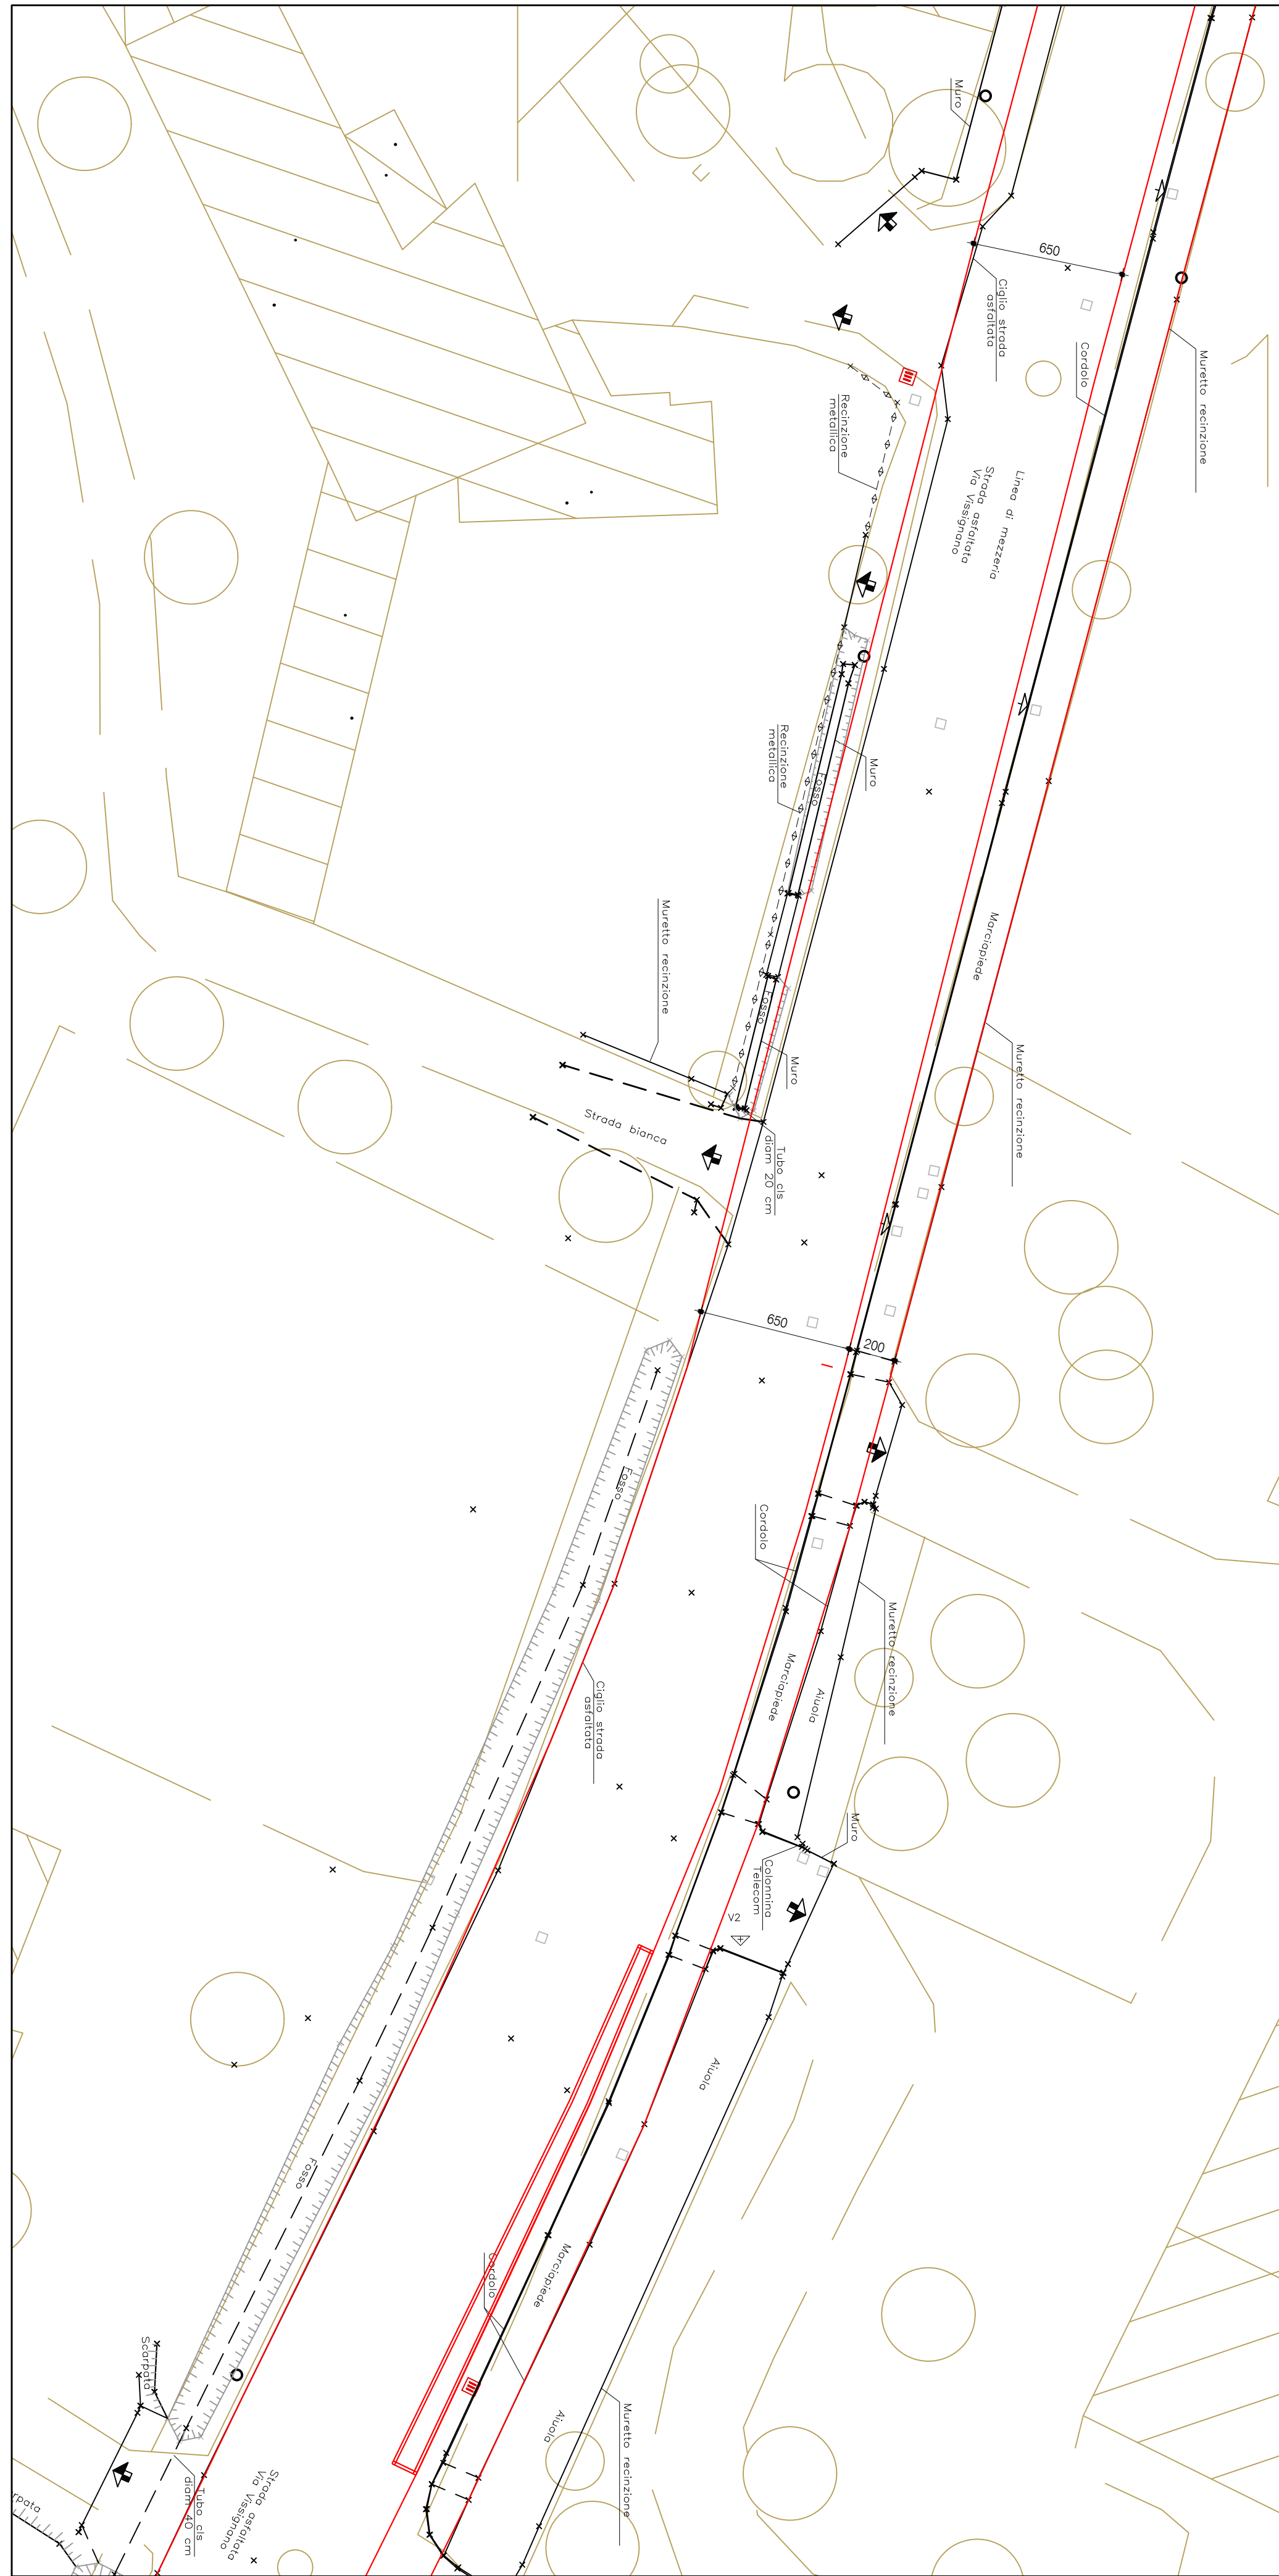 Muro
650
Ciglio strada
asfaltata
Cordolo
Muretto recinzione
Recinzione
metallica
Linea di mezzeria
Strada asfaltata
Via Vissignano
Recinzione
metallica
Fosso
Muro
Muretto recinzione
Marciapiede
Fosso
Muro
Muretto recinzione
Strada bianca
Tubo cls
diam 20 cm
650
200
Fosso
Cordolo
Muretto recinzione
Marciapiede
Aiuola
Ciglio strada
asfaltata
Muro
Colonnina
Telecom
V2
Aiuola
Fosso
Cordolo
Marciapiede
Scarpata
Aiuola
Muretto recinzione
Tubo cls
diam 40 cm
Strada asfaltata
Via Vissignano
rpata